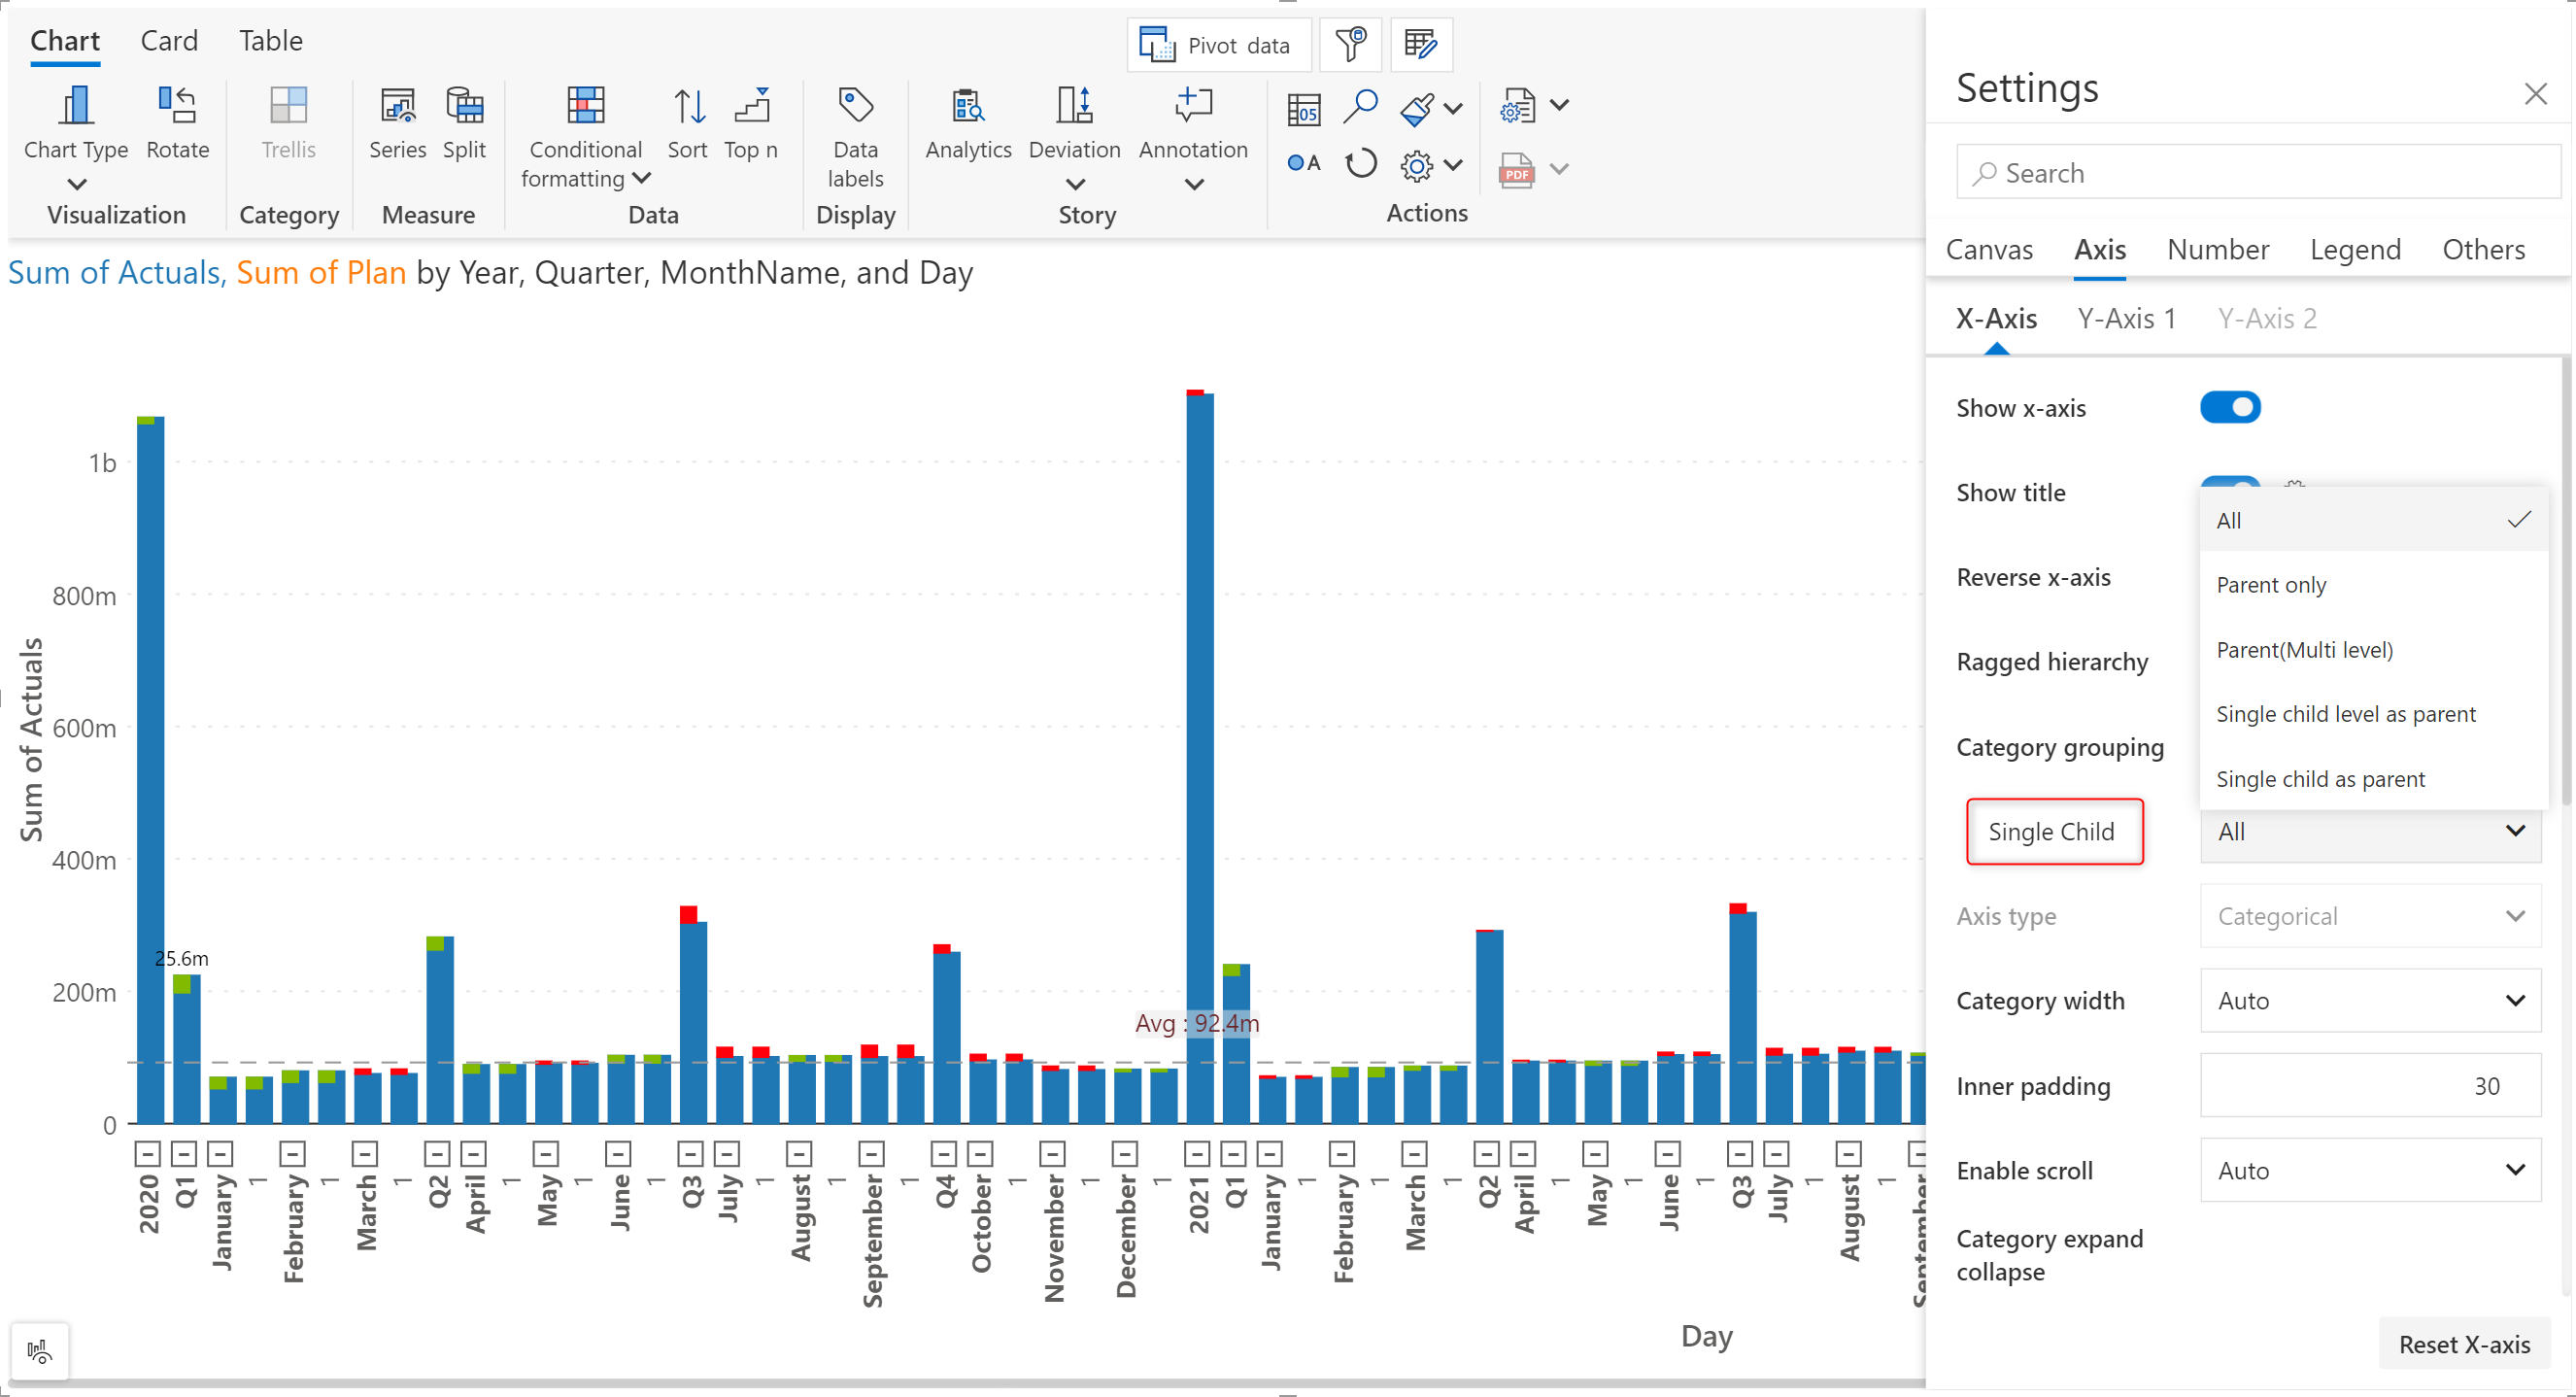 Chart Card Table
Pivot data
Chart Type Rotate Trellis Series Split Conditional formatting Sort Top n Data labels Analytics Deviation Annotation
05
A
PDF
Visualization Category Measure Data Display Story Actions
Sum of Actuals, Sum of Plan by Year, Quarter, MonthName, and Day
Sum of Actuals
1b
800m
600m
400m
200m
0
25.6m
Avg : 92.4m
2020 Q1 January 1 February 1 March 1 Q2 April 1 May 1 June 1 Q3 July 1 August 1 September 1 Q4 October 1 November 1 December 1 2021 Q1 January 1 February 1 March 1 Q2 April 1 May 1 June 1 Q3 July 1 August 1 September
Day
Settings
Search
Canvas Axis Number Legend Others
X-Axis Y-Axis 1 Y-Axis 2
Show x-axis
Show title
Reverse x-axis
Ragged hierarchy
Category grouping
All
Parent only
Parent(Multi level)
Single child level as parent
Single child as parent
Single Child All
Axis type Categorical
Category width Auto
Inner padding 30
Enable scroll Auto
Category expand
collapse
Reset X-axis